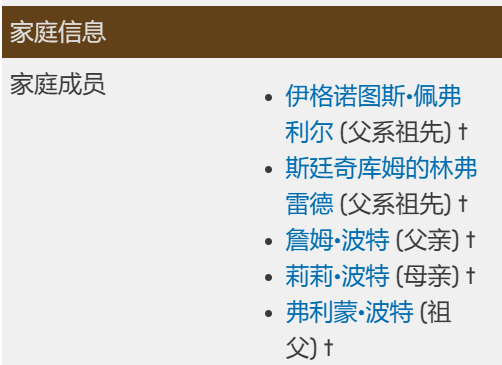 家庭信息
家庭成员
• 伊格诺图斯•佩弗
利尔 (父系祖先) †
• 斯廷奇库姆的林弗
雷德 (父系祖先) †
• 詹姆•波特 (父亲) †
• 莉莉•波特 (母亲) †
• 弗利蒙•波特 (祖
父) †